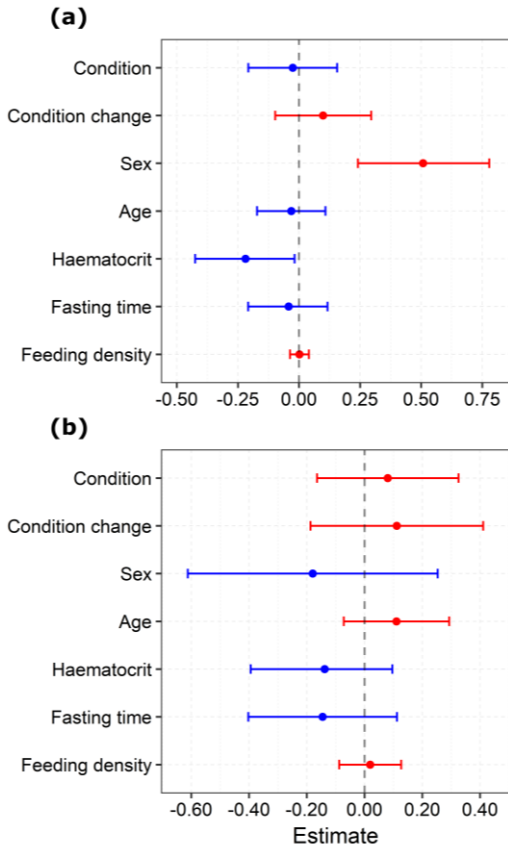 (a)
Condition
Condition change
Sex
Age
Haematocrit
Fasting time
Feeding density
-0.50 -0.25 0.00 0.25 0.50 0.75
(b)
Condition
Condition change
Sex
Age
Haematocrit
Fasting time
Feeding density
-0.60 -0.40 -0.20 0.00 0.20 0.40
Estimate